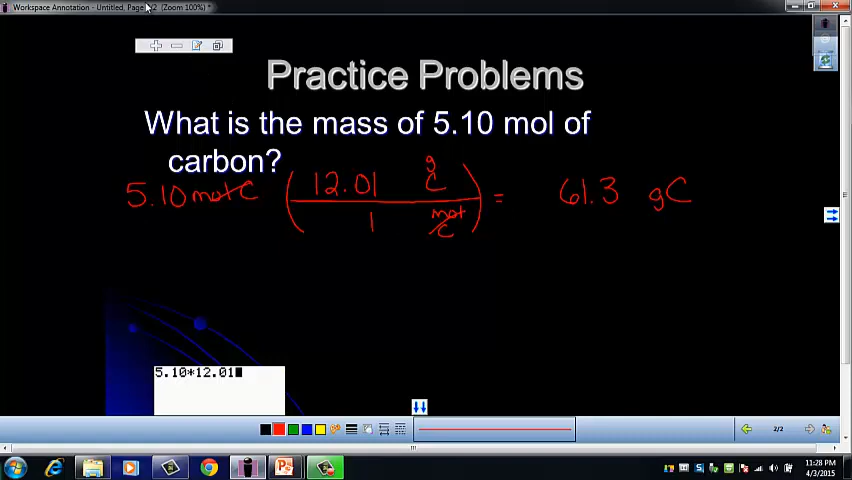 Workspace Annotation - Untitled, Page 2/2 (Zoom 100%) *
Practice Problems
What is the mass of 5.10 mol of
carbon?
5.10 mol C ( 12.01 g C / 1 mol C ) = 61.3 g C
5.10*12.01
2/2
11:28 PM
4/3/2015